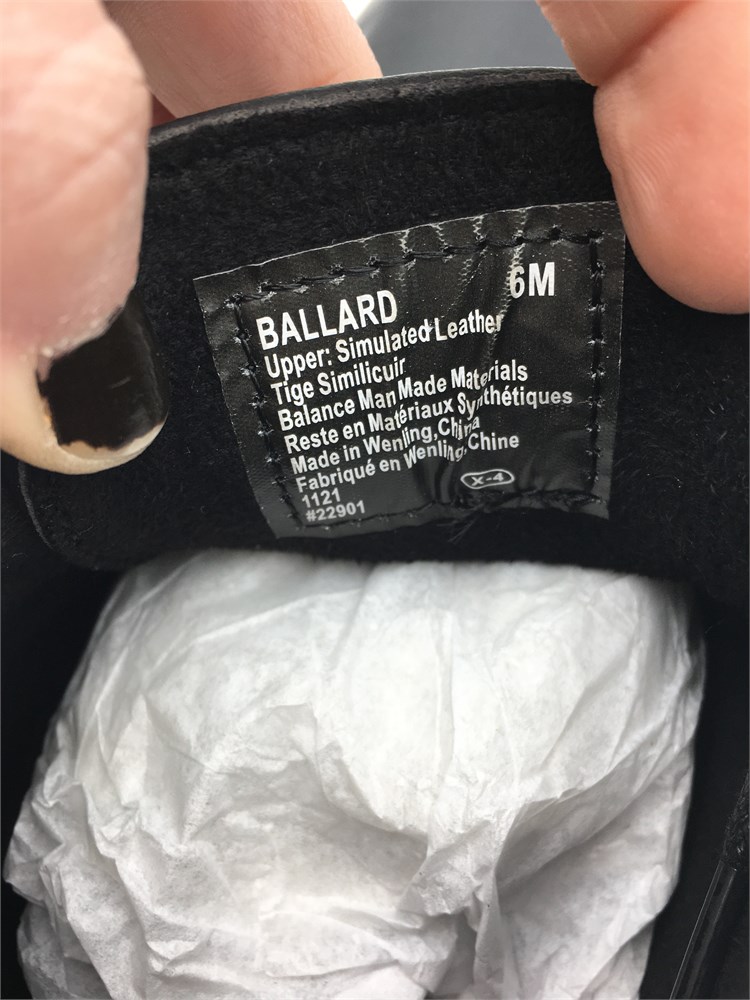 6M
BALLARD
Upper: Simulated Leather
Tige Similicuir
Balance Man Made Materials
Reste en Matériaux Synthétiques
Made in Wenling, China
Fabriqué en Wenling, Chine
1121
#22901
X-4